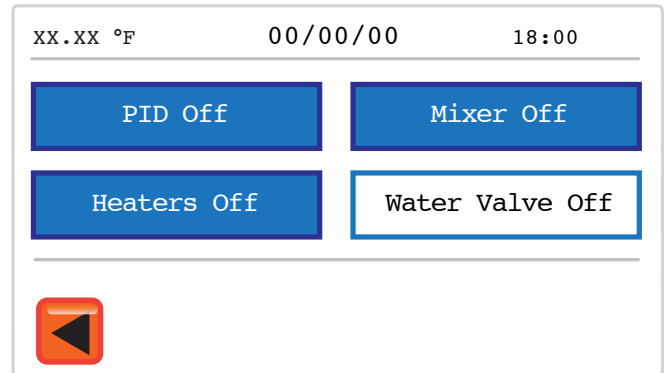 XX.XX °F 00/00/00 18:00
PID Off Mixer Off
Heaters Off Water Valve Off